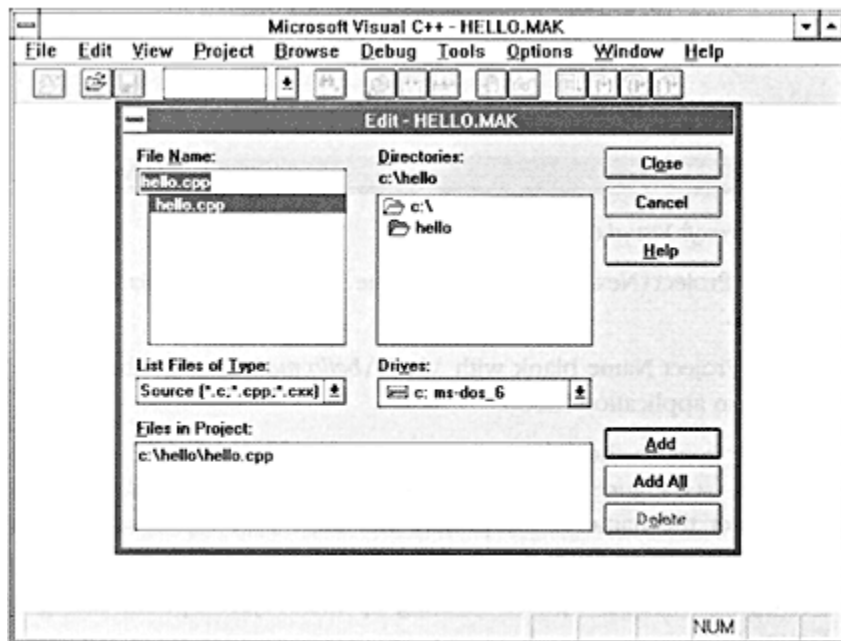 Microsoft Visual C++ - HELLO.MAK
File Edit View Project Browse Debug Tools Options Window Help
Edit - HELLO.MAK
File Name:
hello.cpp
hello.cpp
Directories:
c:\hello
c:\
hello
Close
Cancel
Help
List Files of Type:
Source (*.c;*.cpp;*.cxx)
Drives:
c: ms-dos_6
Files in Project:
c:\hello\hello.cpp
Add
Add All
Delete
NUM